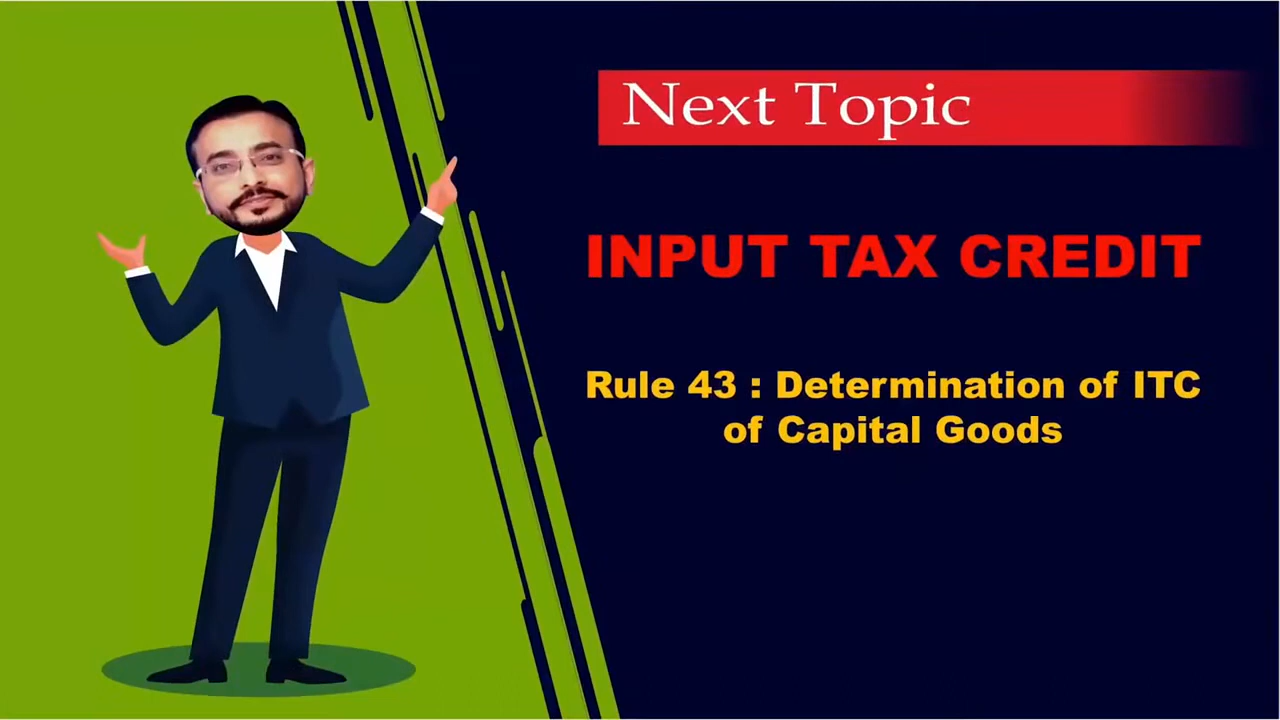 Next Topic
INPUT TAX CREDIT
Rule 43 : Determination of ITC
of Capital Goods